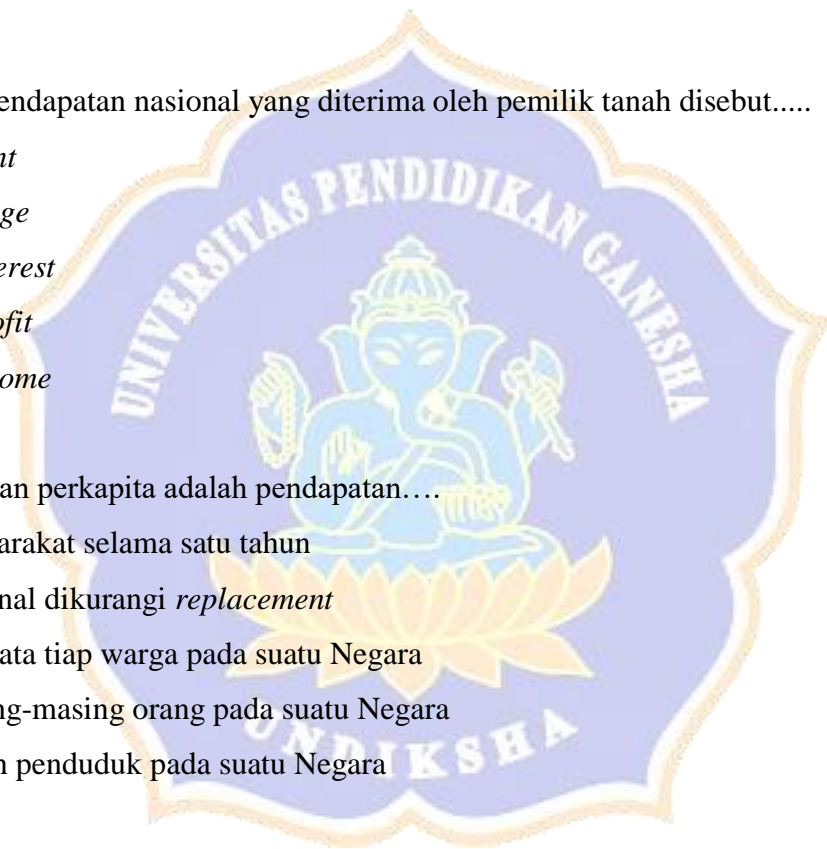 endapatan nasional yang diterima oleh pemilik tanah disebut.....
nt
ge
erest
ofit
ome
an perkapita adalah pendapatan….
arakat selama satu tahun
nal dikurangi replacement
ata tiap warga pada suatu Negara
ng-masing orang pada suatu Negara
n penduduk pada suatu Negara
UNIVERSITAS PENDIDIKAN GANESHA
UNDIKSHA